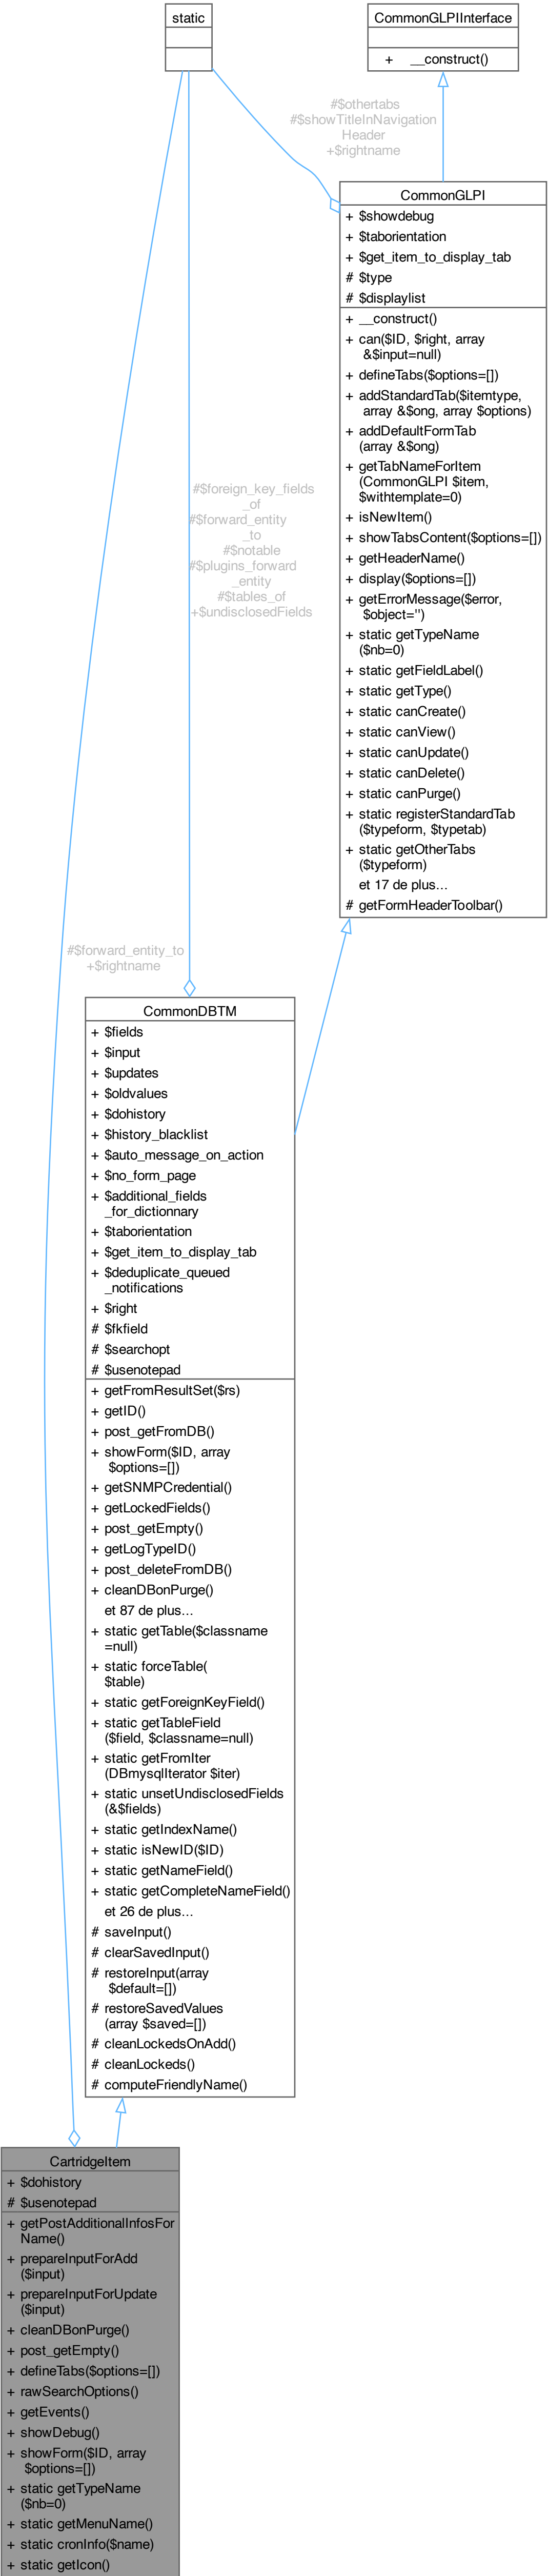 static
CommonGLPIInterface
+ __construct()
#$othertabs
#$showTitleInNavigation
Header
+$rightname
CommonGLPI
+ $showdebug
+ $taborientation
+ $get_item_to_display_tab
# $type
# $displaylist
+ __construct()
+ can($ID, $right, array
&$input=null)
+ defineTabs($options=[])
+ addStandardTab($itemtype,
array &$ong, array $options)
+ addDefaultFormTab
(array &$ong)
+ getTabNameForItem
(CommonGLPI $item,
$withtemplate=0)
+ isNewItem()
+ showTabsContent($options=[])
+ getHeaderName()
+ display($options=[])
+ getErrorMessage($error,
$object='')
+ static getTypeName
($nb=0)
+ static getFieldLabel()
+ static getType()
+ static canCreate()
+ static canView()
+ static canUpdate()
+ static canDelete()
+ static canPurge()
+ static registerStandardTab
($typeform, $typetab)
+ static getOtherTabs
($typeform)
et 17 de plus...
# getFormHeaderToolbar()
#$foreign_key_fields
_of
#$forward_entity
_to
#$notable
#$plugins_forward
_entity
#$tables_of
+$undisclosedFields
#$forward_entity_to
+$rightname
CommonDBTM
+ $fields
+ $input
+ $updates
+ $oldvalues
+ $dohistory
+ $history_blacklist
+ $auto_message_on_action
+ $no_form_page
+ $additional_fields
_for_dictionnary
+ $taborientation
+ $get_item_to_display_tab
+ $deduplicate_queued
_notifications
+ $right
# $fkfield
# $searchopt
# $usenotepad
+ getFromResultSet($rs)
+ getID()
+ post_getFromDB()
+ showForm($ID, array
$options=[])
+ getSNMPCredential()
+ getLockedFields()
+ post_getEmpty()
+ getLogTypeID()
+ post_deleteFromDB()
+ cleanDBonPurge()
et 87 de plus...
+ static getTable($classname
=null)
+ static forceTable(
$table)
+ static getForeignKeyField()
+ static getTableField
($field, $classname=null)
+ static getFromIter
(DBmysqlIterator $iter)
+ static unsetUndisclosedFields
(&$fields)
+ static getIndexName()
+ static isNewID($ID)
+ static getNameField()
+ static getCompleteNameField()
et 26 de plus...
# saveInput()
# clearSavedInput()
# restoreInput(array
$default=[])
# restoreSavedValues
(array $saved=[])
# cleanLockedsOnAdd()
# cleanLockeds()
# computeFriendlyName()
CartridgeItem
+ $dohistory
# $usenotepad
+ getPostAdditionalInfosFor
Name()
+ prepareInputForAdd
($input)
+ prepareInputForUpdate
($input)
+ cleanDBonPurge()
+ post_getEmpty()
+ defineTabs($options=[])
+ rawSearchOptions()
+ getEvents()
+ showDebug()
+ showForm($ID, array
$options=[])
+ static getTypeName
($nb=0)
+ static getMenuName()
+ static cronInfo($name)
+ static getIcon()